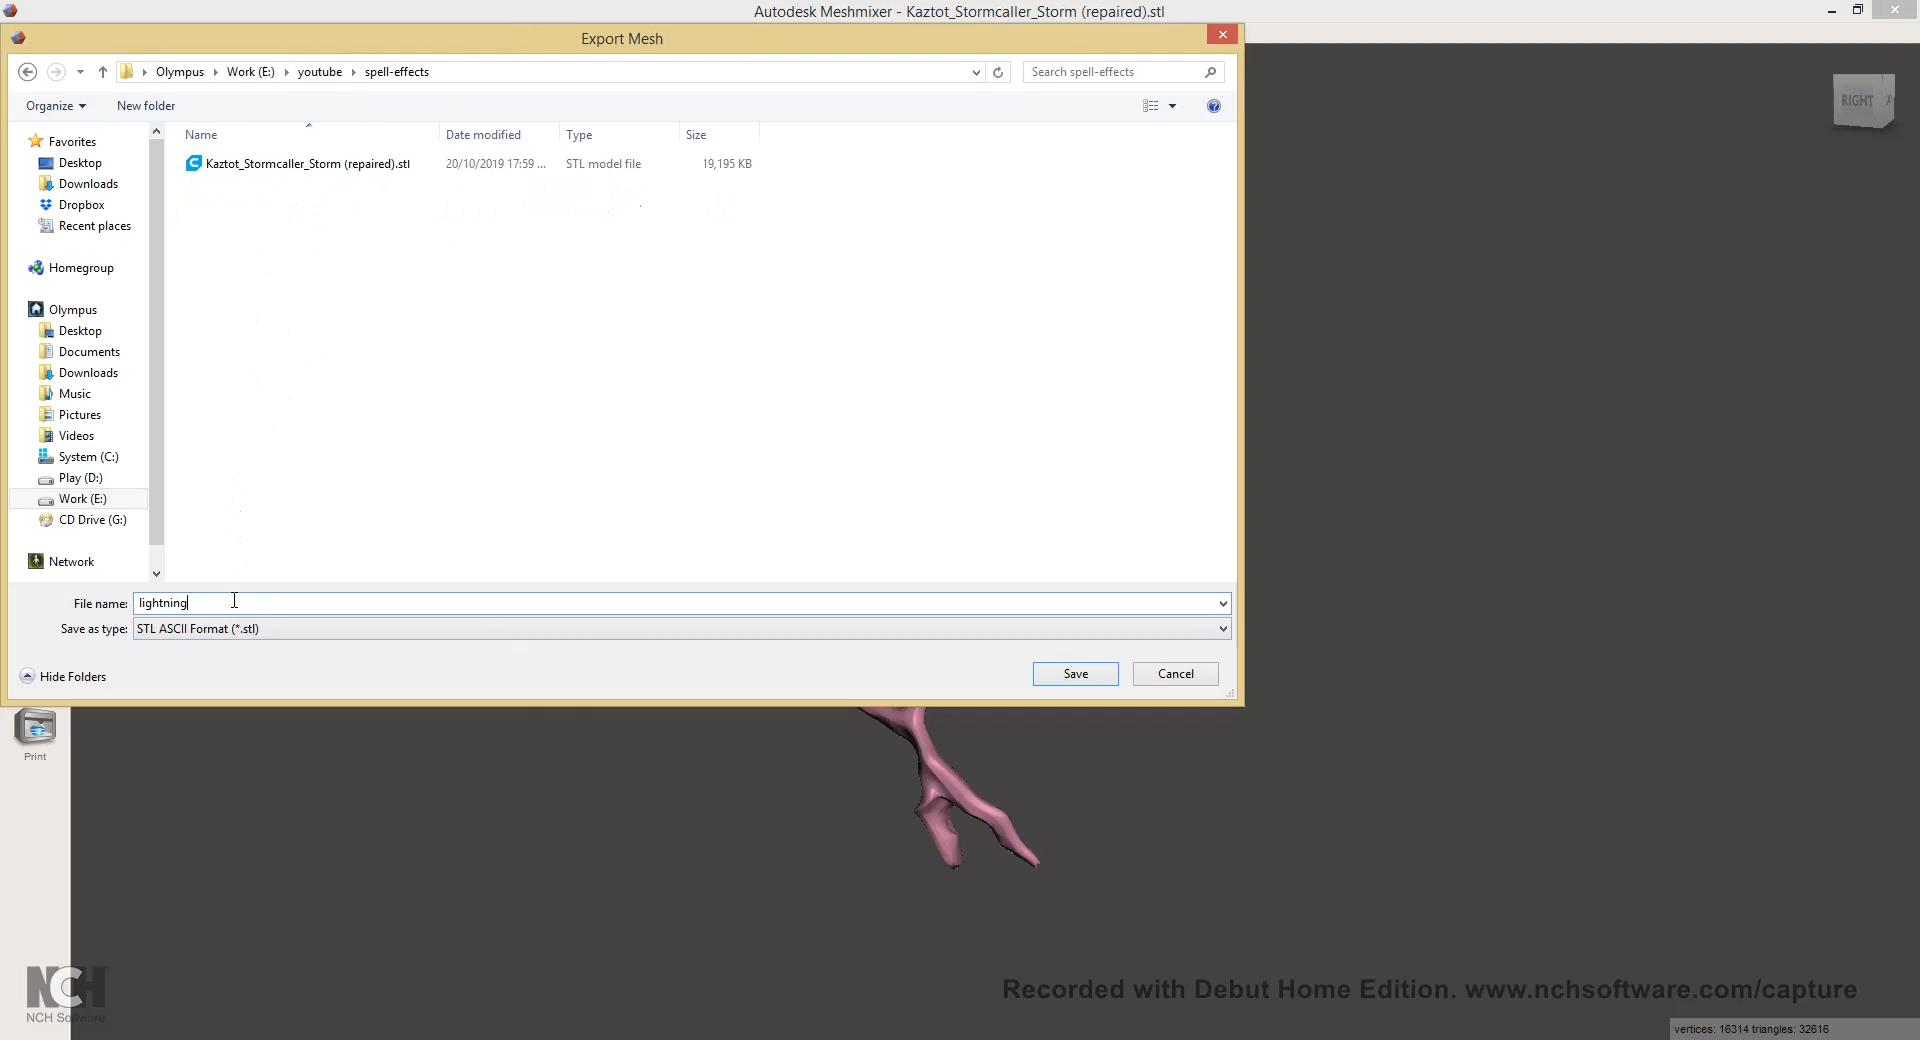 Autodesk Meshmixer - Kaztot_Stormcaller_Storm (repaired).stl
Export Mesh
Olympus Work (E:) youtube spell-effects
Search spell-effects
Organize New folder
Favorites
Desktop
Downloads
Dropbox
Recent places
Homegroup
Olympus
Desktop
Documents
Downloads
Music
Pictures
Videos
System (C:)
Play (D:)
Work (E:)
CD Drive (G:)
Network
Name Date modified Type Size
Kaztot_Stormcaller_Storm (repaired).stl 20/10/2019 17:59 ... STL model file 19,195 KB
File name: lightning
Save as type: STL ASCII Format (*.stl)
Hide Folders
Save Cancel
RIGHT
Print
NCH
NCH Software
Recorded with Debut Home Edition. www.nchsoftware.com/capture
vertices: 16314 triangles: 32616